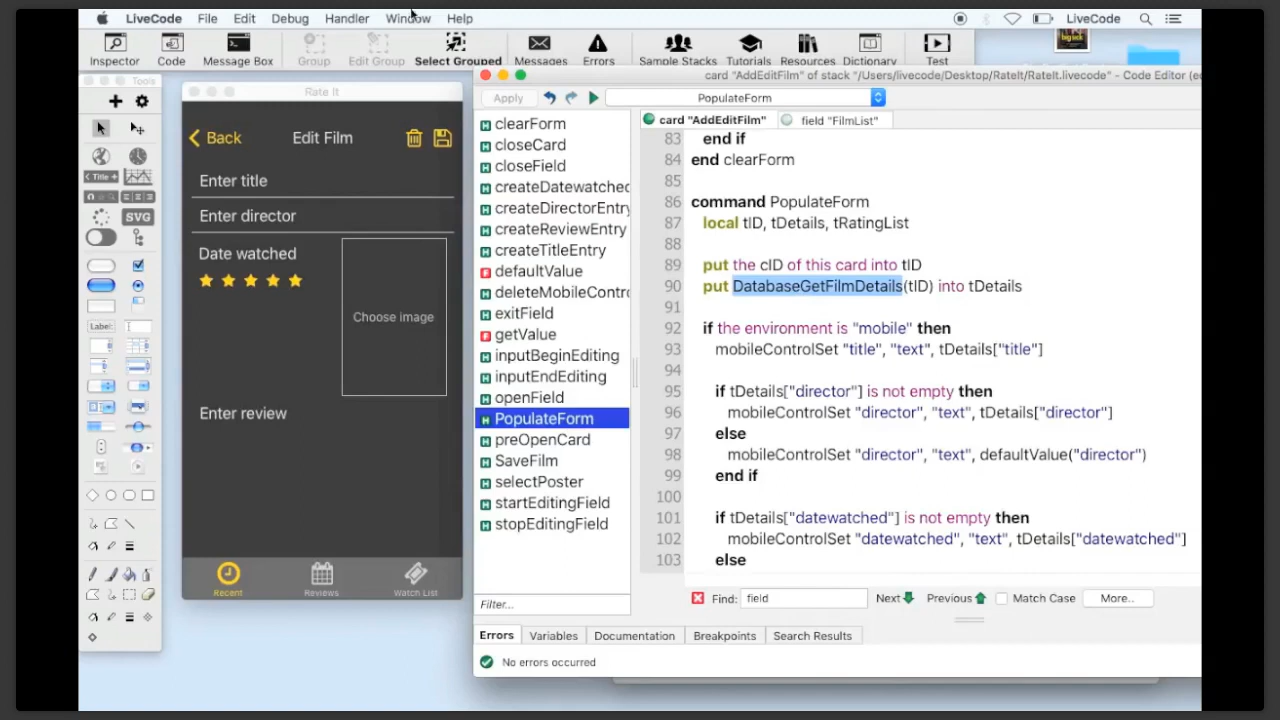 LiveCode File Edit Debug Handler Window Help LiveCode
Inspector Code Message Box Group Edit Group Select Grouped Messages Errors Sample Stacks Tutorials Resources Dictionary Test
Tools
< Title +
SVG
Label:
Rate It
Back Edit Film
Enter title
Enter director
Date watched
Choose image
Enter review
Recent Reviews Watch List
card "AddEditFilm" of stack "/Users/livecode/Desktop/RateIt/RateIt.livecode" - Code Editor (e
Apply PopulateForm
card "AddEditFilm" field "FilmList"
clearForm
closeCard
closeField
createDatewatched
createDirectorEntry
createReviewEntry
createTitleEntry
defaultValue
deleteMobileContr
exitField
getValue
inputBeginEditing
inputEndEditing
openField
PopulateForm
preOpenCard
SaveFilm
selectPoster
startEditingField
stopEditingField
Filter...
83 end if
84 end clearForm
85
86 command PopulateForm
87 local tID, tDetails, tRatingList
88
89 put the cID of this card into tID
90 put DatabaseGetFilmDetails(tID) into tDetails
91
92 if the environment is "mobile" then
93 mobileControlSet "title", "text", tDetails["title"]
94
95 if tDetails["director"] is not empty then
96 mobileControlSet "director", "text", tDetails["director"]
97 else
98 mobileControlSet "director", "text", defaultValue("director")
99 end if
100
101 if tDetails["datewatched"] is not empty then
102 mobileControlSet "datewatched", "text", tDetails["datewatched"]
103 else
Find: field Next Previous Match Case More..
Errors Variables Documentation Breakpoints Search Results
No errors occurred